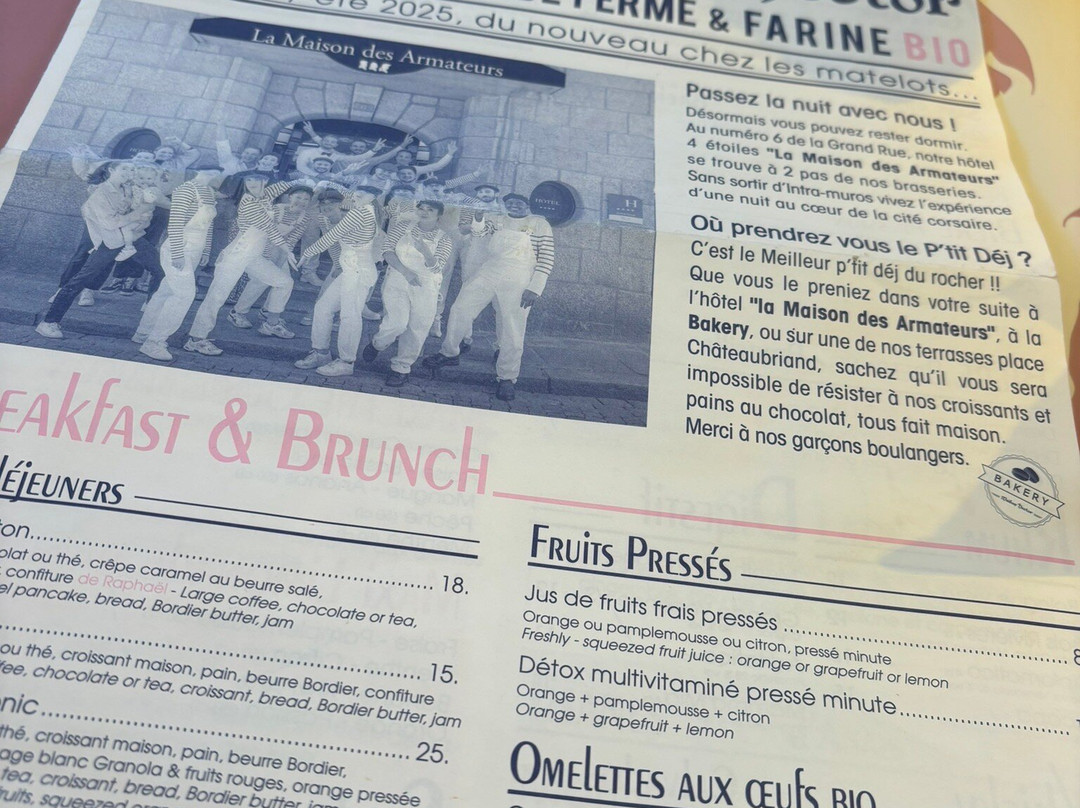 FERME & FARINE BIO
été 2025, du nouveau chez les matelots...
La Maison des Armateurs
HÔTEL
H
Passez la nuit avec nous !
Désormais vous pouvez rester dormir.
Au numéro 6 de la Grand Rue, notre hôtel
4 étoiles "La Maison des Armateurs"
se trouve à 2 pas de nos brasseries.
Sans sortir d'Intra-muros vivez l'expérience
d'une nuit au cœur de la cité corsaire.
Où prendrez vous le P'tit Déj ?
C'est le Meilleur p'tit déj du rocher !!
Que vous le preniez dans votre suite à
l'hôtel "la Maison des Armateurs", à la
Bakery, ou sur une de nos terrasses place
Châteaubriand, sachez qu'il vous sera
impossible de résister à nos croissants et
pains au chocolat, tous fait maison.
Merci à nos garçons boulangers.
BAKERY
EAKFAST & BRUNCH
DÉJEUNERS
ton 18.
olat ou thé, crêpe caramel au beurre salé,
confiture de Raphaël - Large coffee, chocolate or tea,
el pancake, bread, Bordier butter, jam
15.
ou thé, croissant maison, pain, beurre Bordier, confiture
fee, chocolate or tea, croissant, bread, Bordier butter, jam
nic 25.
thé, croissant maison, pain, beurre Bordier,
age blanc Granola & fruits rouges, orange pressée
tea, croissant, bread, Bordier butter, jam
fruits, squeezed
FRUITS PRESSÉS
Jus de fruits frais pressés 8
Orange ou pamplemousse ou citron, pressé minute
Freshly - squeezed fruit juice : orange or grapefruit or lemon
Détox multivitaminé pressé minute
Orange + pamplemousse + citron
Orange + grapefruit + lemon
OMELETTES AUX ŒUFS BIO